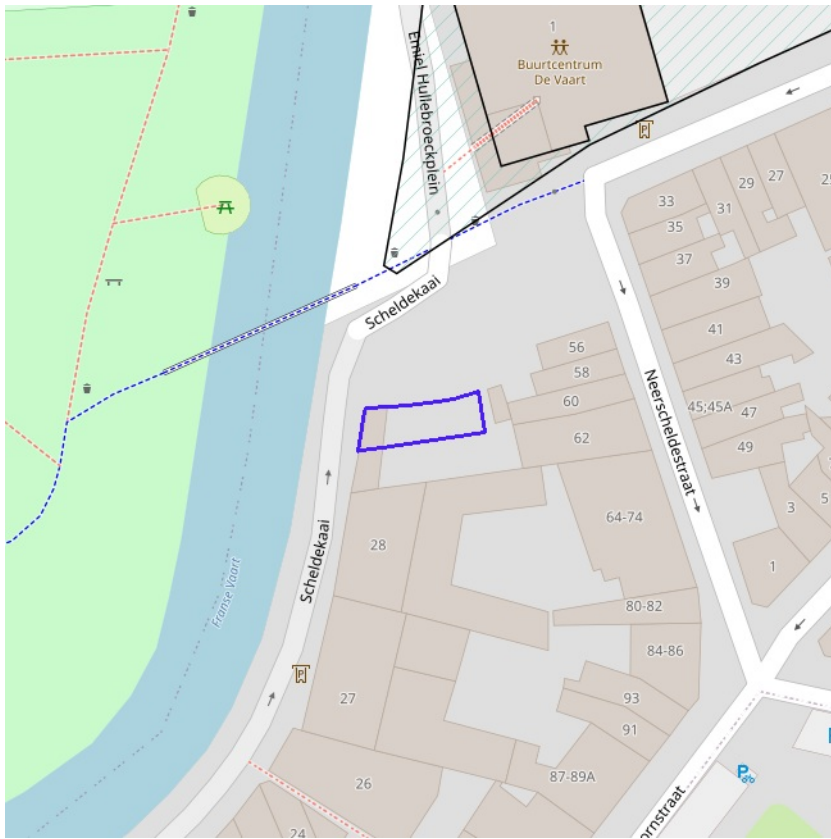 1
Buurtcentrum
De Vaart
Emiel Hullebroeckplein
P
33
31
29
27
35
37
39
41
43
45;45A
47
49
Scheldekaai
56
58
60
62
Neerscheldestraat
3
5
1
64-74
28
Scheldekaai
Franse Vaart
80-82
84-86
P
27
93
91
87-89A
26
24
P